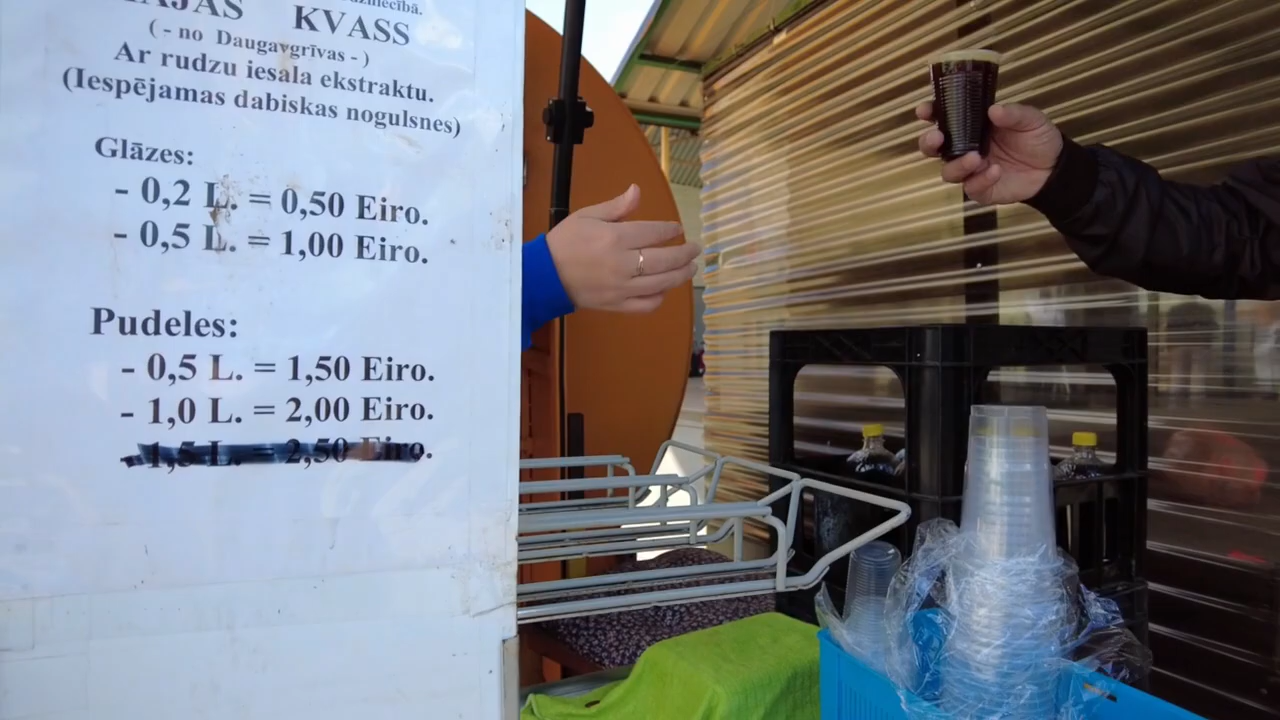 KVASS
( - no Daugavgrīvas - )
Ar rudzu iesala ekstraktu.
(Iespējamas dabiskas nogulsnes)
Glāzes:
- 0,2 L. = 0,50 Eiro.
- 0,5 L. = 1,00 Eiro.
Pudeles:
- 0,5 L. = 1,50 Eiro.
- 1,0 L. = 2,00 Eiro.
- 1,5 L. = 2,50 Eiro.